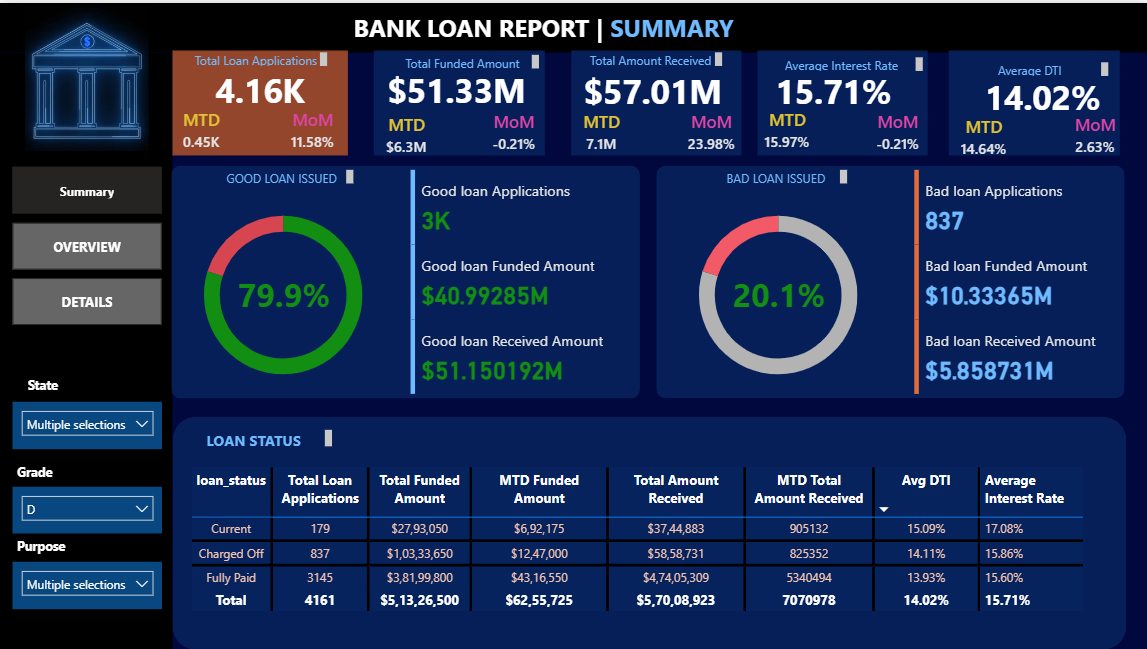 BANK LOAN REPORT | SUMMARY
$
Total Loan Applications
4.16K
MTD MoM
0.45K 11.58%
Total Funded Amount
$51.33M
MTD MoM
$6.3M -0.21%
Total Amount Received
$57.01M
MTD MoM
7.1M 23.98%
Average Interest Rate
15.71%
MTD MoM
15.97% -0.21%
Average DTI
14.02%
MTD MoM
14.64% 2.63%
Summary
OVERVIEW
DETAILS
State
Multiple selections
Grade
D
Purpose
Multiple selections
GOOD LOAN ISSUED
79.9%
Good loan Applications
3K
Good loan Funded Amount
$40.99285M
Good loan Received Amount
$51.150192M
BAD LOAN ISSUED
20.1%
Bad loan Applications
837
Bad loan Funded Amount
$10.33365M
Bad loan Received Amount
$5.858731M
LOAN STATUS
loan_status Total Loan Applications Total Funded Amount MTD Funded Amount Total Amount Received MTD Total Amount Received Avg DTI Average Interest Rate
Current 179 $27,93,050 $6,92,175 $37,44,883 905132 15.09% 17.08%
Charged Off 837 $1,03,33,650 $12,47,000 $58,58,731 825352 14.11% 15.86%
Fully Paid 3145 $3,81,99,800 $43,16,550 $4,74,05,309 5340494 13.93% 15.60%
Total 4161 $5,13,26,500 $62,55,725 $5,70,08,923 7070978 14.02% 15.71%